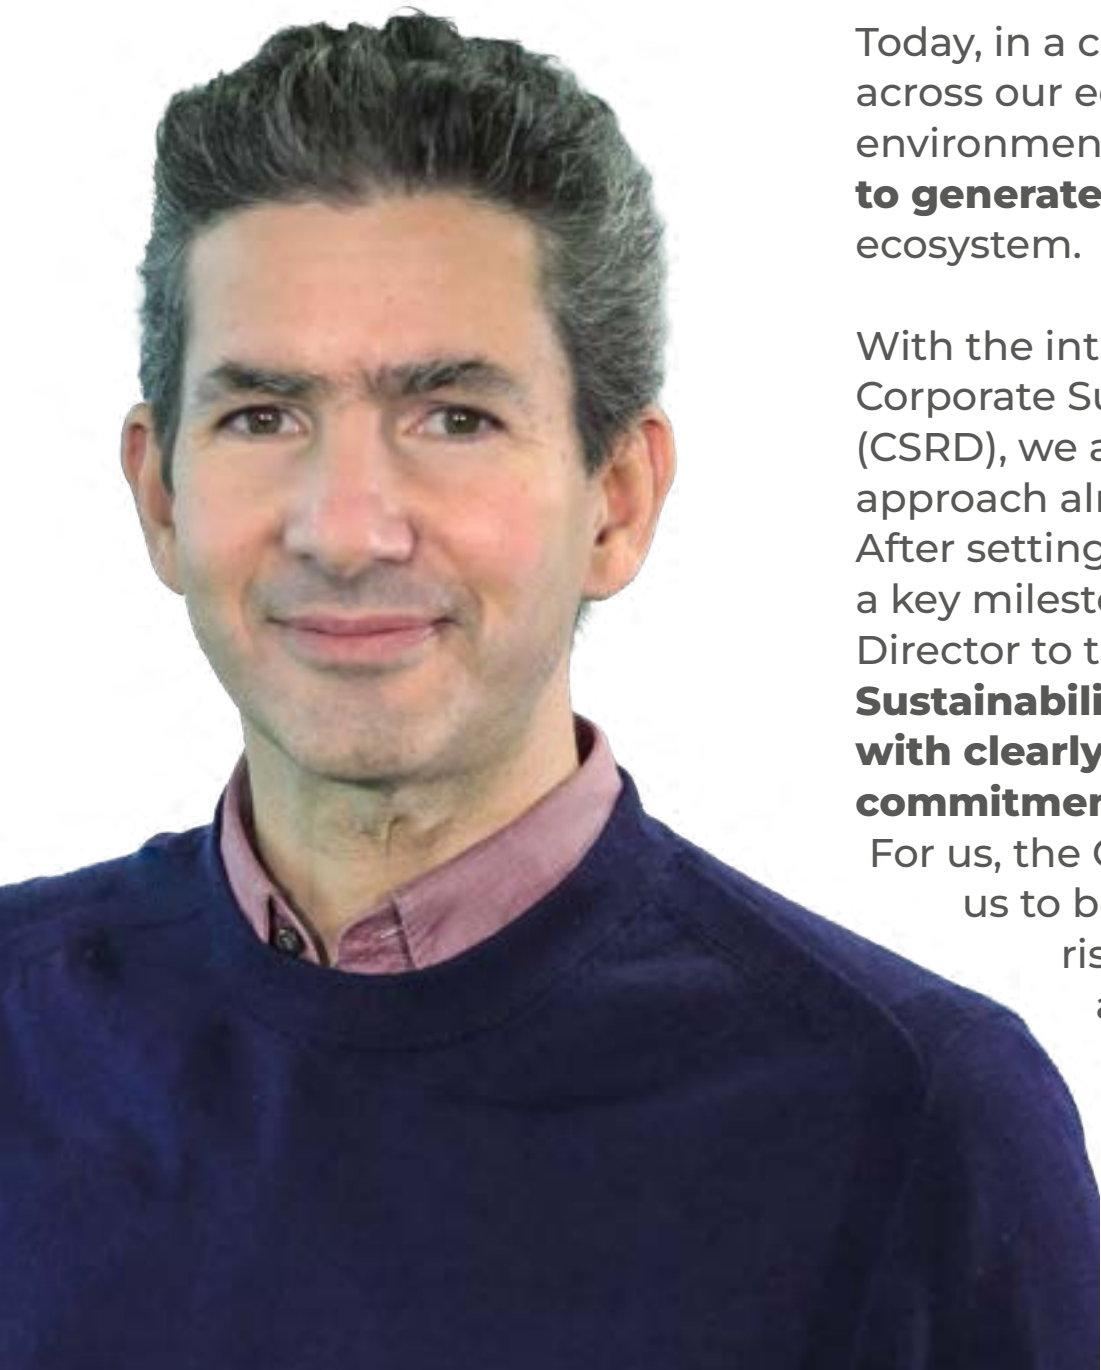 Today, in a c
across our e
environmen
to generate
ecosystem.
With the int
Corporate Su
(CSRD), we a
approach alr
After setting
a key milest
Director to t
Sustainabili
with clearly
commitmen
For us, the
us to b
ris
a